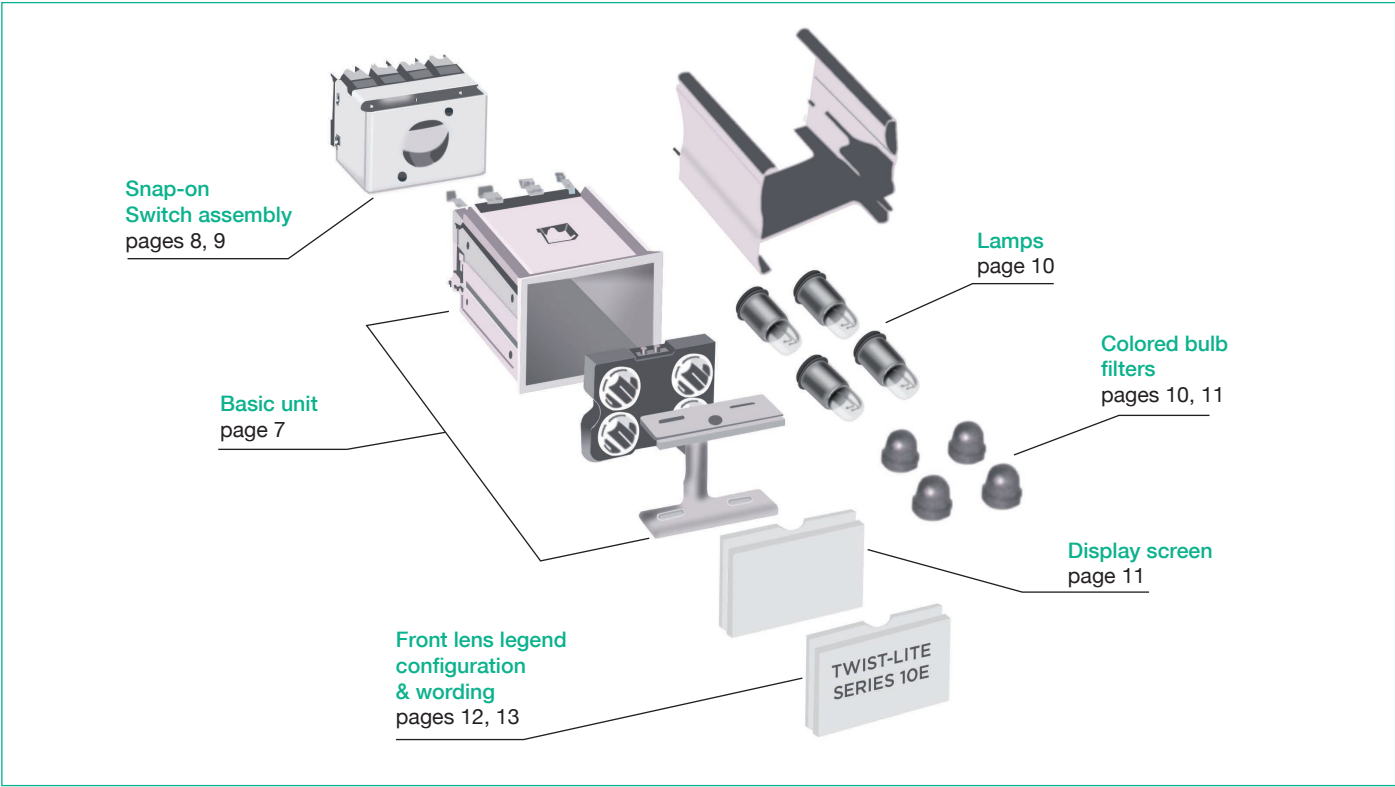 Snap-on
Switch assembly
pages 8, 9
Lamps
page 10
Colored bulb
filters
pages 10, 11
Basic unit
page 7
Display screen
page 11
Front lens legend
configuration
& wording
pages 12, 13
TWIST-LITE
SERIES 10E